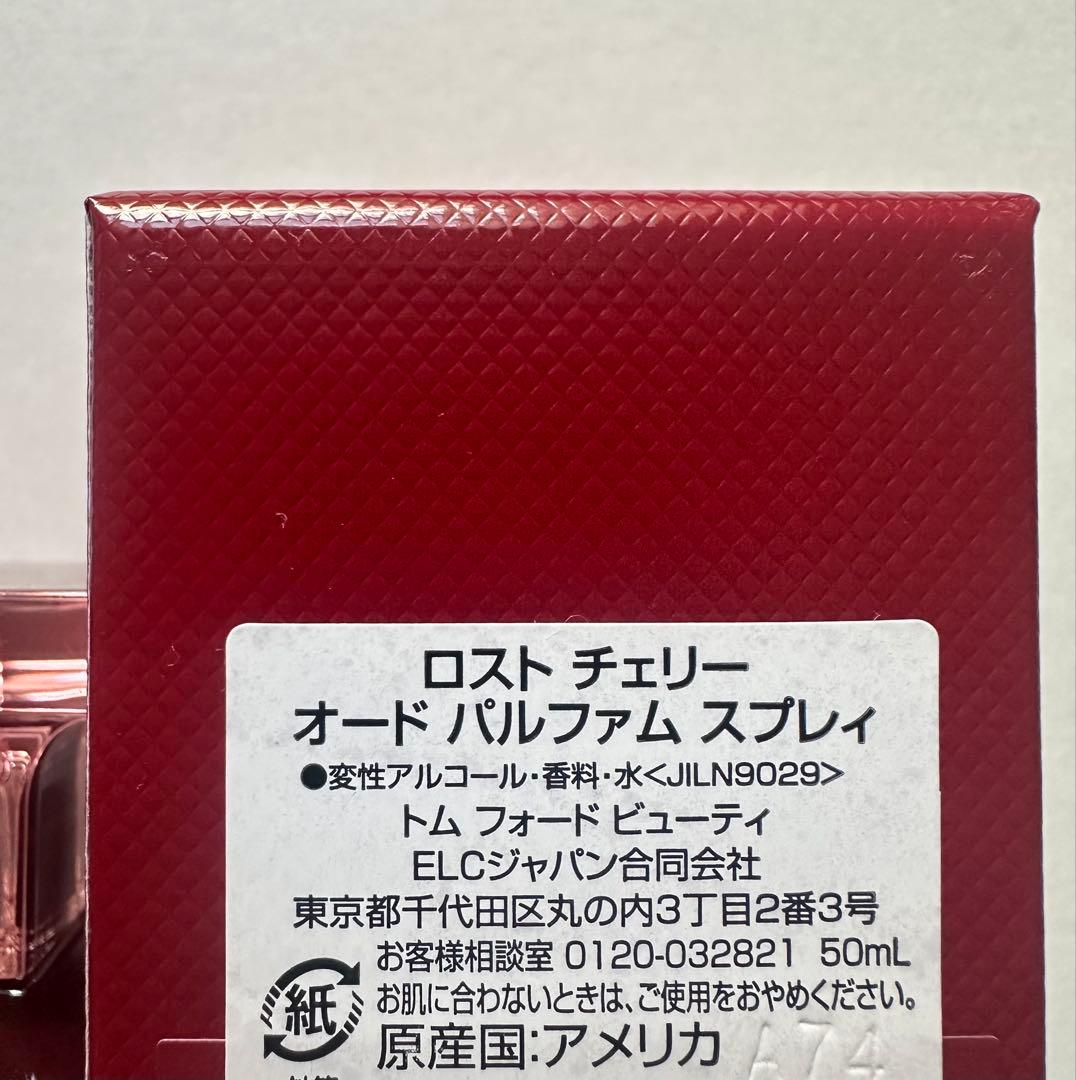 ロスト チェリー
オード パルファム スプレィ
●変性アルコール・香料・水<JILN9029>
トム フォード ビューティ
ELCジャパン合同会社
東京都千代田区丸の内3丁目2番3号
お客様相談室 0120-032821 50mL
お肌に合わないときは、ご使用をおやめください。
紙
原産国:アメリカ
A74